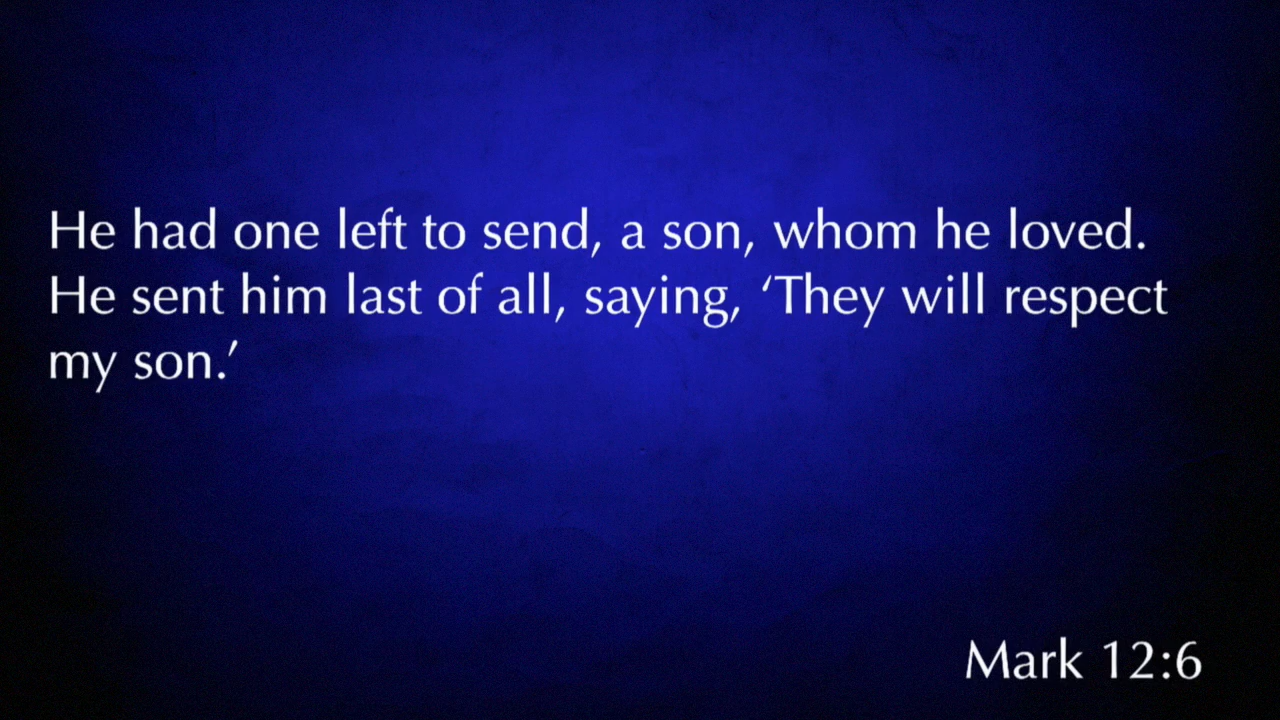 He had one left to send, a son, whom he loved.
He sent him last of all, saying, ‘They will respect
my son.’
Mark 12:6